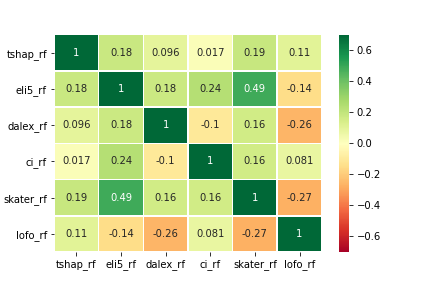 tshap_rf 1 0.18 0.096 0.017 0.19 0.11
eli5_rf 0.18 1 0.18 0.24 0.49 -0.14
dalex_rf 0.096 0.18 1 -0.1 0.16 -0.26
ci_rf 0.017 0.24 -0.1 1 0.16 0.081
skater_rf 0.19 0.49 0.16 0.16 1 -0.27
lofo_rf 0.11 -0.14 -0.26 0.081 -0.27 1
tshap_rf eli5_rf dalex_rf ci_rf skater_rf lofo_rf
0.6
0.4
0.2
0.0
−0.2
−0.4
−0.6